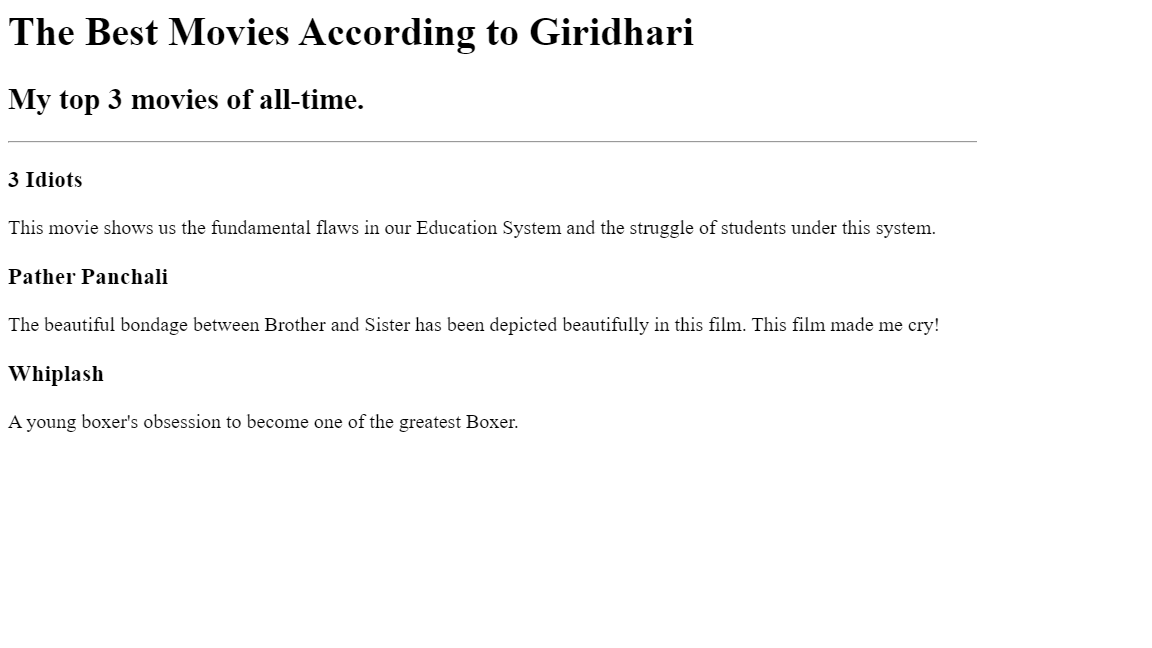 The Best Movies According to Giridhari
My top 3 movies of all-time.
3 Idiots
This movie shows us the fundamental flaws in our Education System and the struggle of students under this system.
Pather Panchali
The beautiful bondage between Brother and Sister has been depicted beautifully in this film. This film made me cry!
Whiplash
A young boxer's obsession to become one of the greatest Boxer.